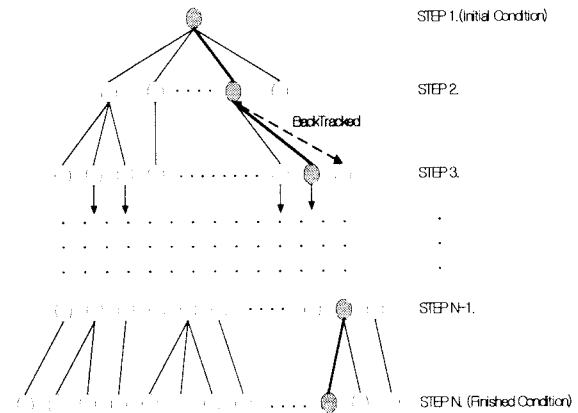 STEP 1.(Initial Condition)
STEP 2.
BackTracked
STEP 3.
STEP N-1.
STEP N. (Finished Condition)